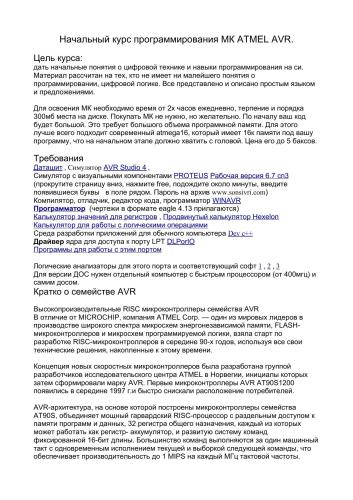 Начальный курс программирования МК ATMEL AVR.
Цель курса:
дать начальные понятия о цифровой технике и навыки программирования на си.
Материал рассчитан на тех, кто не имеет ни малейшего понятия о
программировании, цифровой логике. Все представлено и описано простым языком
и предложениями.
Для освоения МК необходимо время от 2х часов ежедневно, терпение и порядка
300мб места на диске. Покупать МК не нужно, но желательно. По началу ваш код
будет большой. Это требует большого объема программной памяти. Для этого
лучше всего подходит современный atmega16, который имеет 16к памяти под вашу
программу, что на начальном этапе должно хватить с головой. Цена его до 5 баксов.
Требования
Даташит , Симулятор AVR Studio 4 ,
Симулятор с визуальными компонентами PROTEUS Рабочая версия 6.7 сп3
(прокрутите страницу вниз, нажмите free, подождите около минуты, введите
появившиеся буквы в поле рядом. Пароль на архив www.sonsivri.com)
Компилятор, отладчик, редактор кода, программатор WINAVR
Программатор (чертежи в формате eagle 4.13 прилагаются)
Калькулятор значений для регистров , Продвинутый калькулятор Hexelon
Калькулятор для работы с логическими операциями
Среда разработки приложений для обычного компьютера Dev c++
Драйвер ядра для доступа к порту LPT DLPortIO
Программы для работы с этим портом
Логические анализаторы для этого порта и соответствующий софт 1 , 2 , 3
Для версии ДОС нужен отдельный компьютер с быстрым процессором (от 400мгц) и
самим досом.
Кратко о семействе AVR
Высокопроизводительные RISC микроконтроллеры семейства AVR
В отличие от MICROCHIP, компания ATMEL Corp. — один из мировых лидеров в
производстве широкого спектра микросхем энергонезависимой памяти, FLASH-
микроконтроллеров и микросхем программируемой логики, взяла старт по
разработке RISC-микроконтроллеров в середине 90-х годов, используя все свои
технические решения, накопленные к этому времени.
Концепция новых скоростных микроконтроллеров была разработана группой
разработчиков исследовательского центра ATMEL в Норвегии, инициалы которых
затем сформировали марку AVR. Первые микроконтроллеры AVR AT90S1200
появились в середине 1997 г.и быстро снискали расположение потребителей.
AVR-архитектура, на основе которой построены микроконтроллеры семейства
AT90S, объединяет мощный гарвардский RISC-процессор с раздельным доступом к
памяти программ и данных, 32 регистра общего назначения, каждый из которых
может работать как регистр- аккумулятор, и развитую систему команд
фиксированной 16-бит длины. Большинство команд выполняются за один машинный
такт с одновременным исполнением текущей и выборкой следующей команды, что
обеспечивает производительность до 1 MIPS на каждый МГц тактовой частоты.